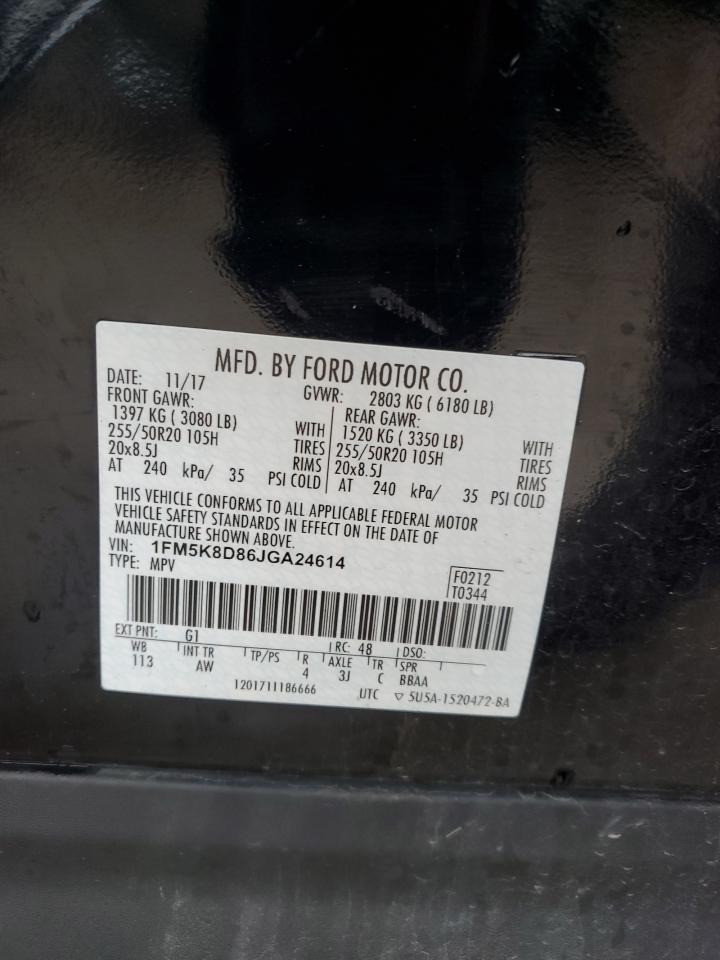 MFD. BY FORD MOTOR CO.
DATE: 11/17 GVWR: 2803 KG ( 6180 LB)
FRONT GAWR: REAR GAWR:
1397 KG ( 3080 LB) WITH 1520 KG ( 3350 LB) WITH
255/50R20 105H TIRES 255/50R20 105H TIRES
20x8.5J RIMS 20x8.5J RIMS
AT 240 kPa/ 35 PSI COLD AT 240 kPa/ 35 PSI COLD
THIS VEHICLE CONFORMS TO ALL APPLICABLE FEDERAL MOTOR
VEHICLE SAFETY STANDARDS IN EFFECT ON THE DATE OF
MANUFACTURE SHOWN ABOVE.
VIN: 1FM5K8D86JGA24614
TYPE: MPV F0212
T0344
EXT PNT: G1 RC: 48 DSO:
WB INT TR TP/PS R AXLE TR SPR
113 AW 4 3J C BBAA
1201711186666 UTC ▽ 5U5A-1520472-BA